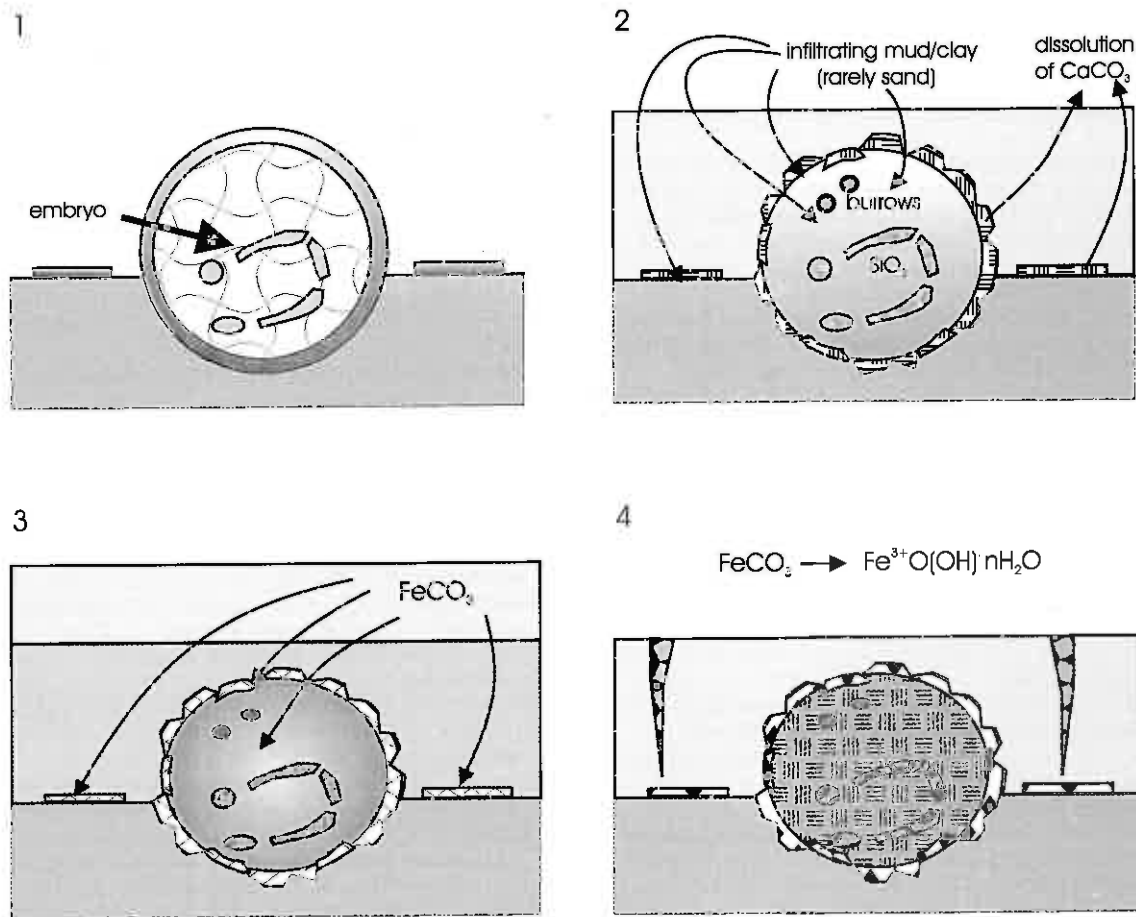 1
embryo
2
infiltrating mud/clay
(rarely sand)
dissolution
of CaCO₃
burrows
SiO₂
3
FeCO₃
4
FeCO₃ → Fe³⁺O(OH)·nH₂O